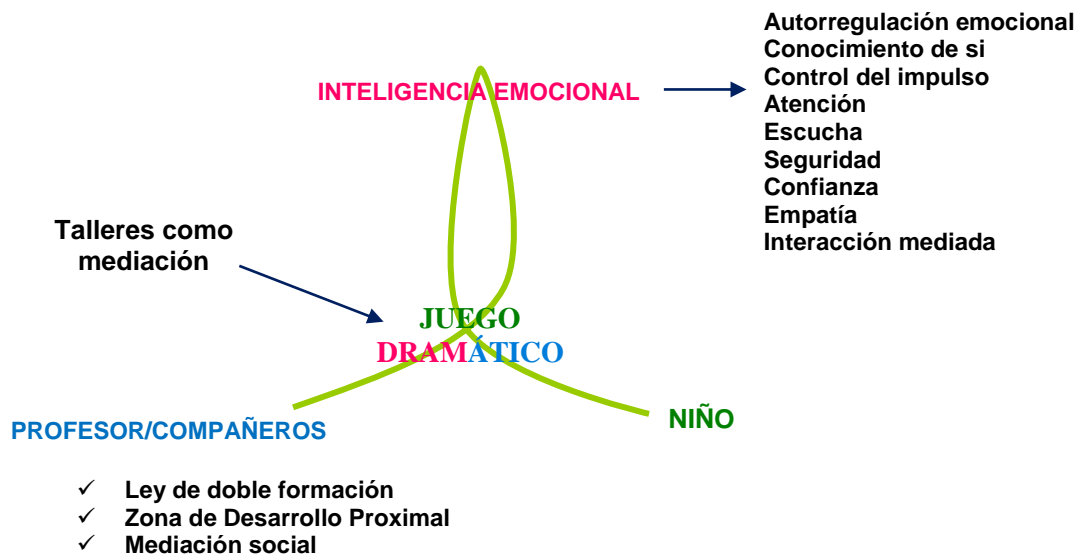 Autorregulación emocional
Conocimiento de si
INTELIGENCIA EMOCIONAL
Control del impulso
Atención
Escucha
Seguridad
Confianza
Empatía
Interacción mediada
Talleres como
mediación
JUEGO
DRAMÁTICO
PROFESOR/COMPAÑEROS
NIÑO
✓ Ley de doble formación
✓ Zona de Desarrollo Proximal
✓ Mediación social